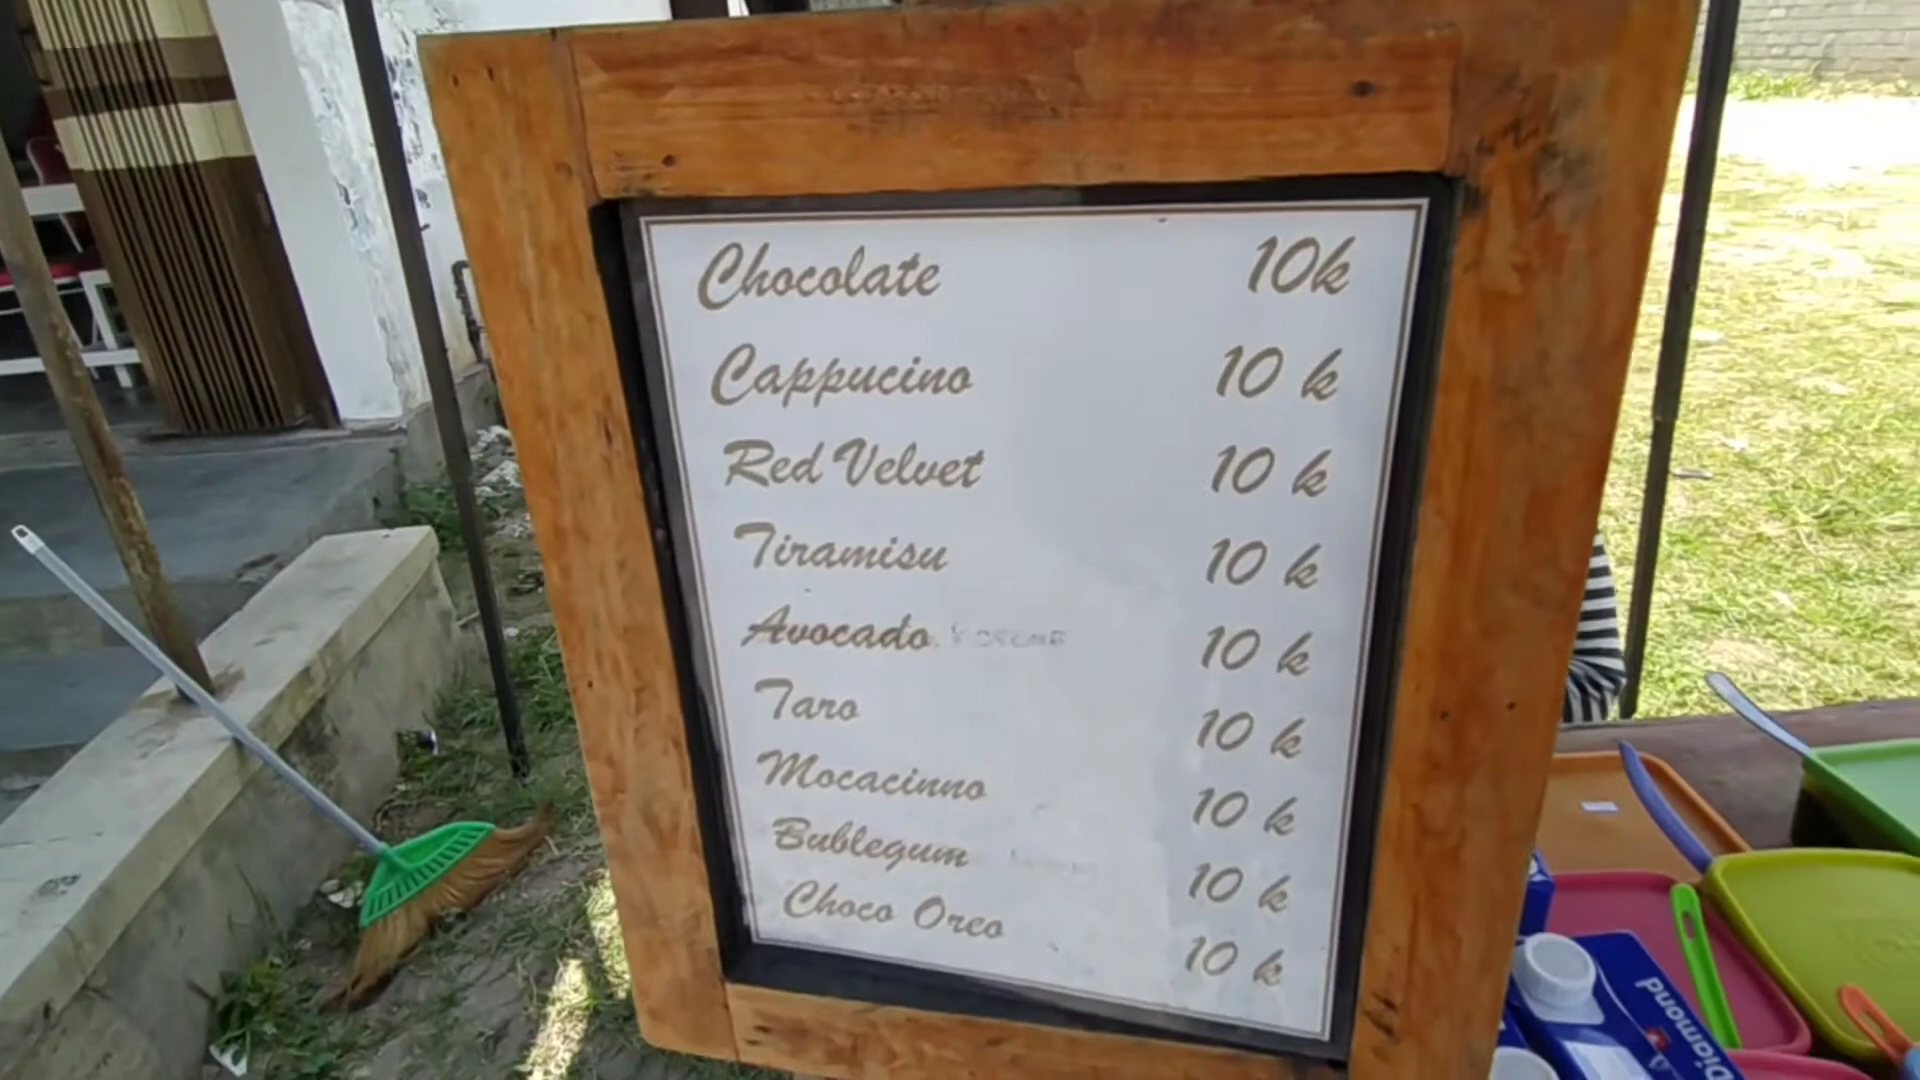 Chocolate 10k
Cappucino 10 k
Red Velvet 10 k
Tiramisu 10 k
Avocado 10 k
Taro 10 k
Mocacinno 10 k
Bublegum 10 k
Choco Oreo 10 k
Diamond